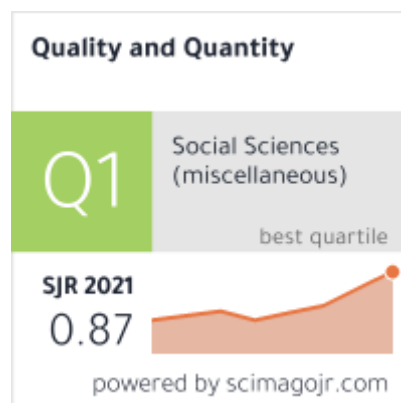 Quality and Quantity
Q1
Social Sciences
(miscellaneous)
best quartile
SJR 2021
0.87
powered by scimagojr.com